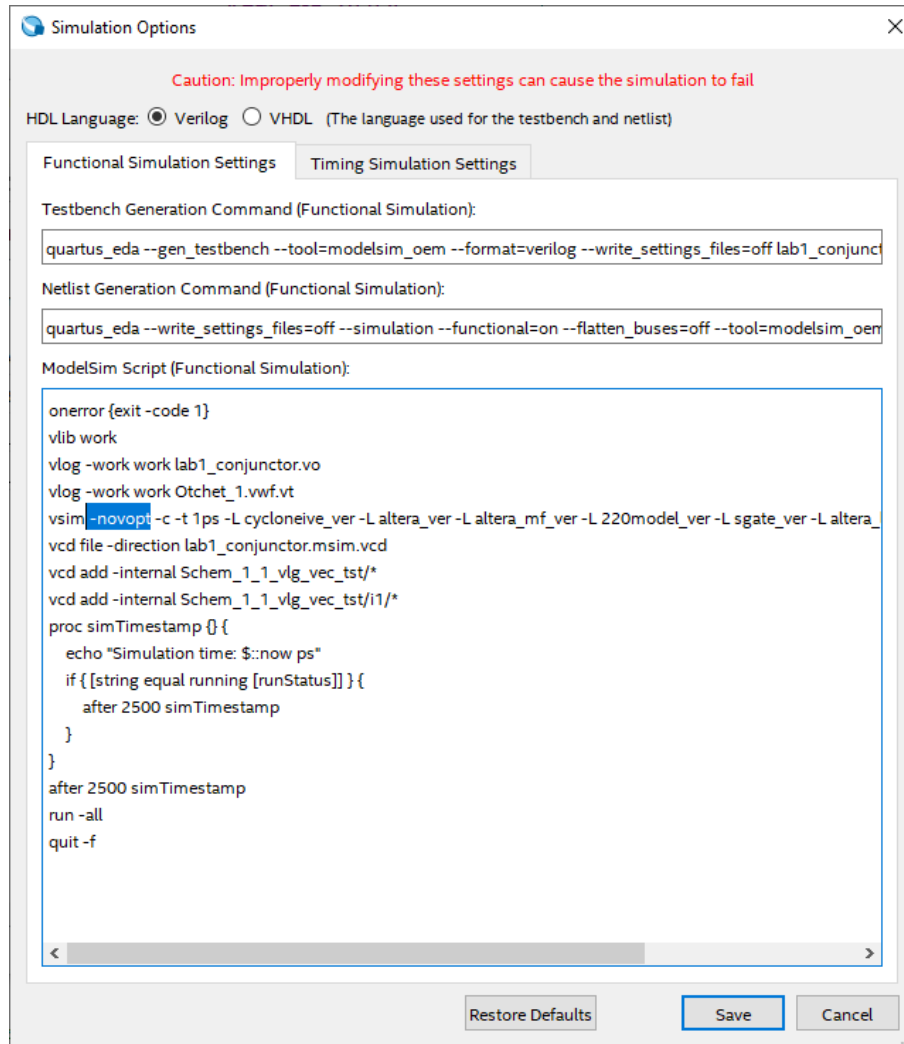 Simulation Options
Caution: Improperly modifying these settings can cause the simulation to fail
HDL Language: Verilog VHDL (The language used for the testbench and netlist)
Functional Simulation Settings Timing Simulation Settings
Testbench Generation Command (Functional Simulation):
quartus_eda --gen_testbench --tool=modelsim_oem --format=verilog --write_settings_files=off lab1_conjunct
Netlist Generation Command (Functional Simulation):
quartus_eda --write_settings_files=off --simulation --functional=on --flatten_buses=off --tool=modelsim_oem
ModelSim Script (Functional Simulation):
onerror {exit -code 1}
vlib work
vlog -work work lab1_conjunctor.vo
vlog -work work Otchet_1.vwf.vt
vsim -novopt -c -t 1ps -L cycloneive_ver -L altera_ver -L altera_mf_ver -L 220model_ver -L sgate_ver -L altera_
vcd file -direction lab1_conjunctor.msim.vcd
vcd add -internal Schem_1_1_vlg_vec_tst/*
vcd add -internal Schem_1_1_vlg_vec_tst/i1/*
proc simTimestamp {} {
echo "Simulation time: $::now ps"
if { [string equal running [runStatus]] } {
after 2500 simTimestamp
}
}
after 2500 simTimestamp
run -all
quit -f
Restore Defaults Save Cancel